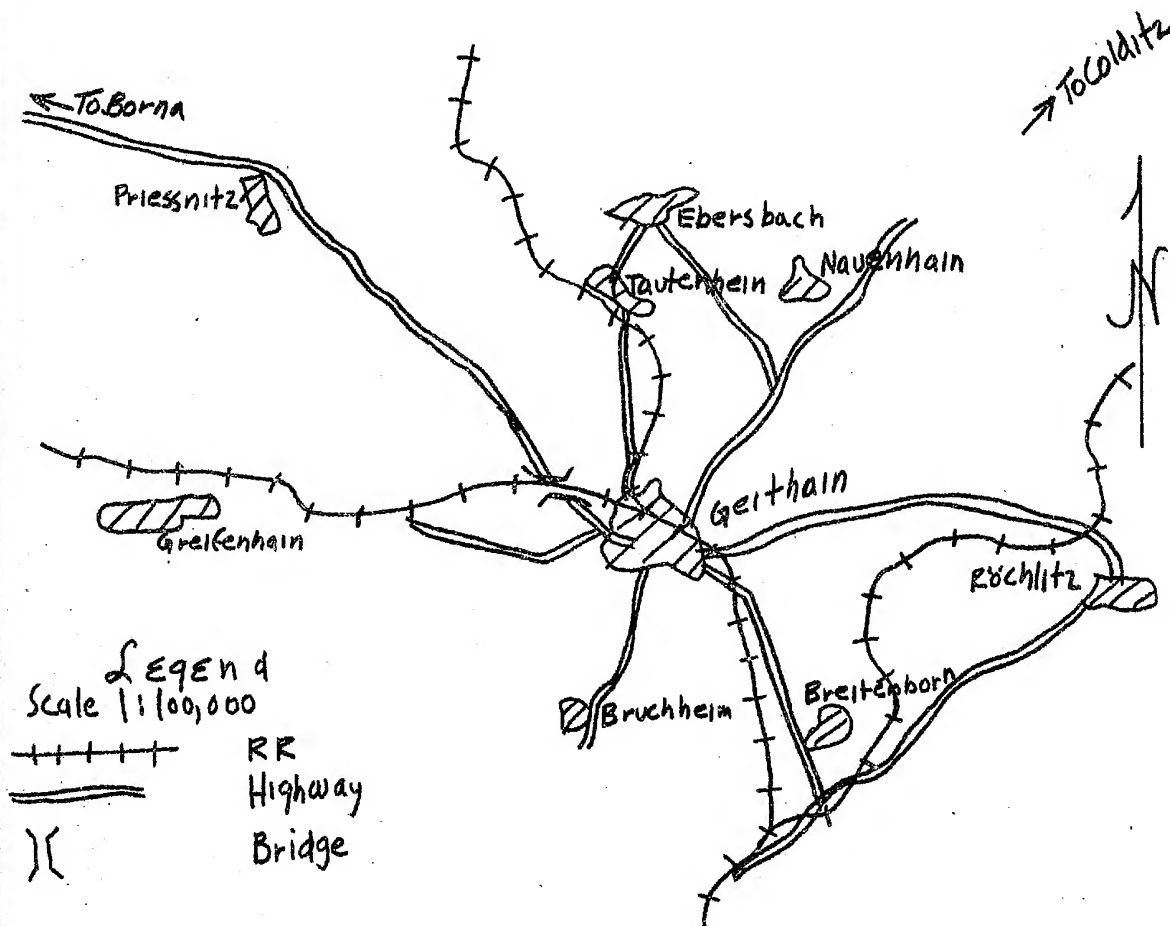 To Colditz
To Borna
Priessnitz
Ebersbach
Nauenhain
Tautenhein
N
Geithain
Greifenhain
Röchlitz
Breitenborn
Bruchheim
Legend
Scale 1:100,000
RR
Highway
Bridge